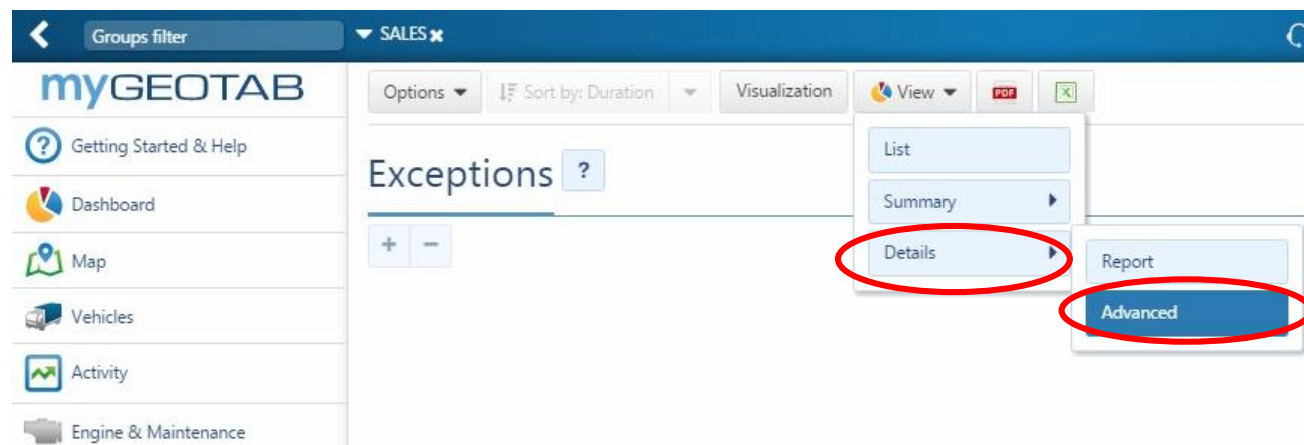 Groups filter
SALES
myGEOTAB
Options
Sort by: Duration
Visualization
View
PDF
X
Getting Started & Help
Dashboard
Map
Vehicles
Activity
Engine & Maintenance
Exceptions ?
+ −
List
Summary
Details
Report
Advanced